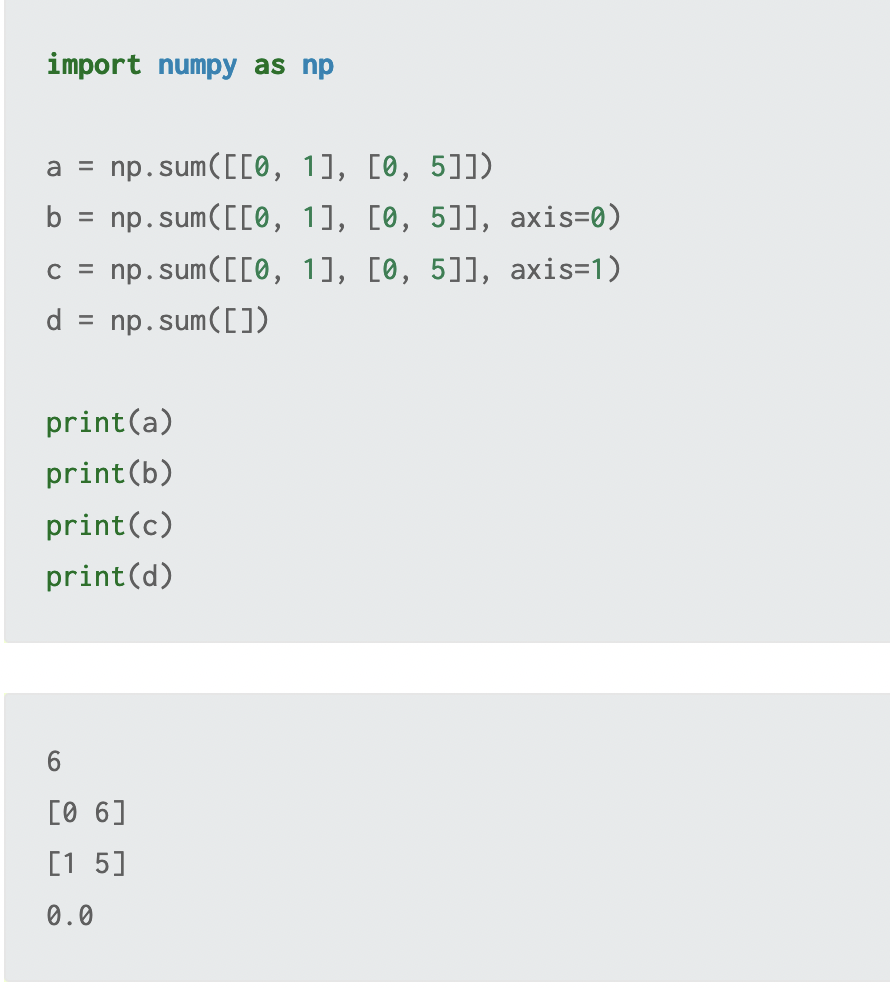 import numpy as np
a = np.sum([[0, 1], [0, 5]])
b = np.sum([[0, 1], [0, 5]], axis=0)
c = np.sum([[0, 1], [0, 5]], axis=1)
d = np.sum([])
print(a)
print(b)
print(c)
print(d)
6
[0 6]
[1 5]
0.0